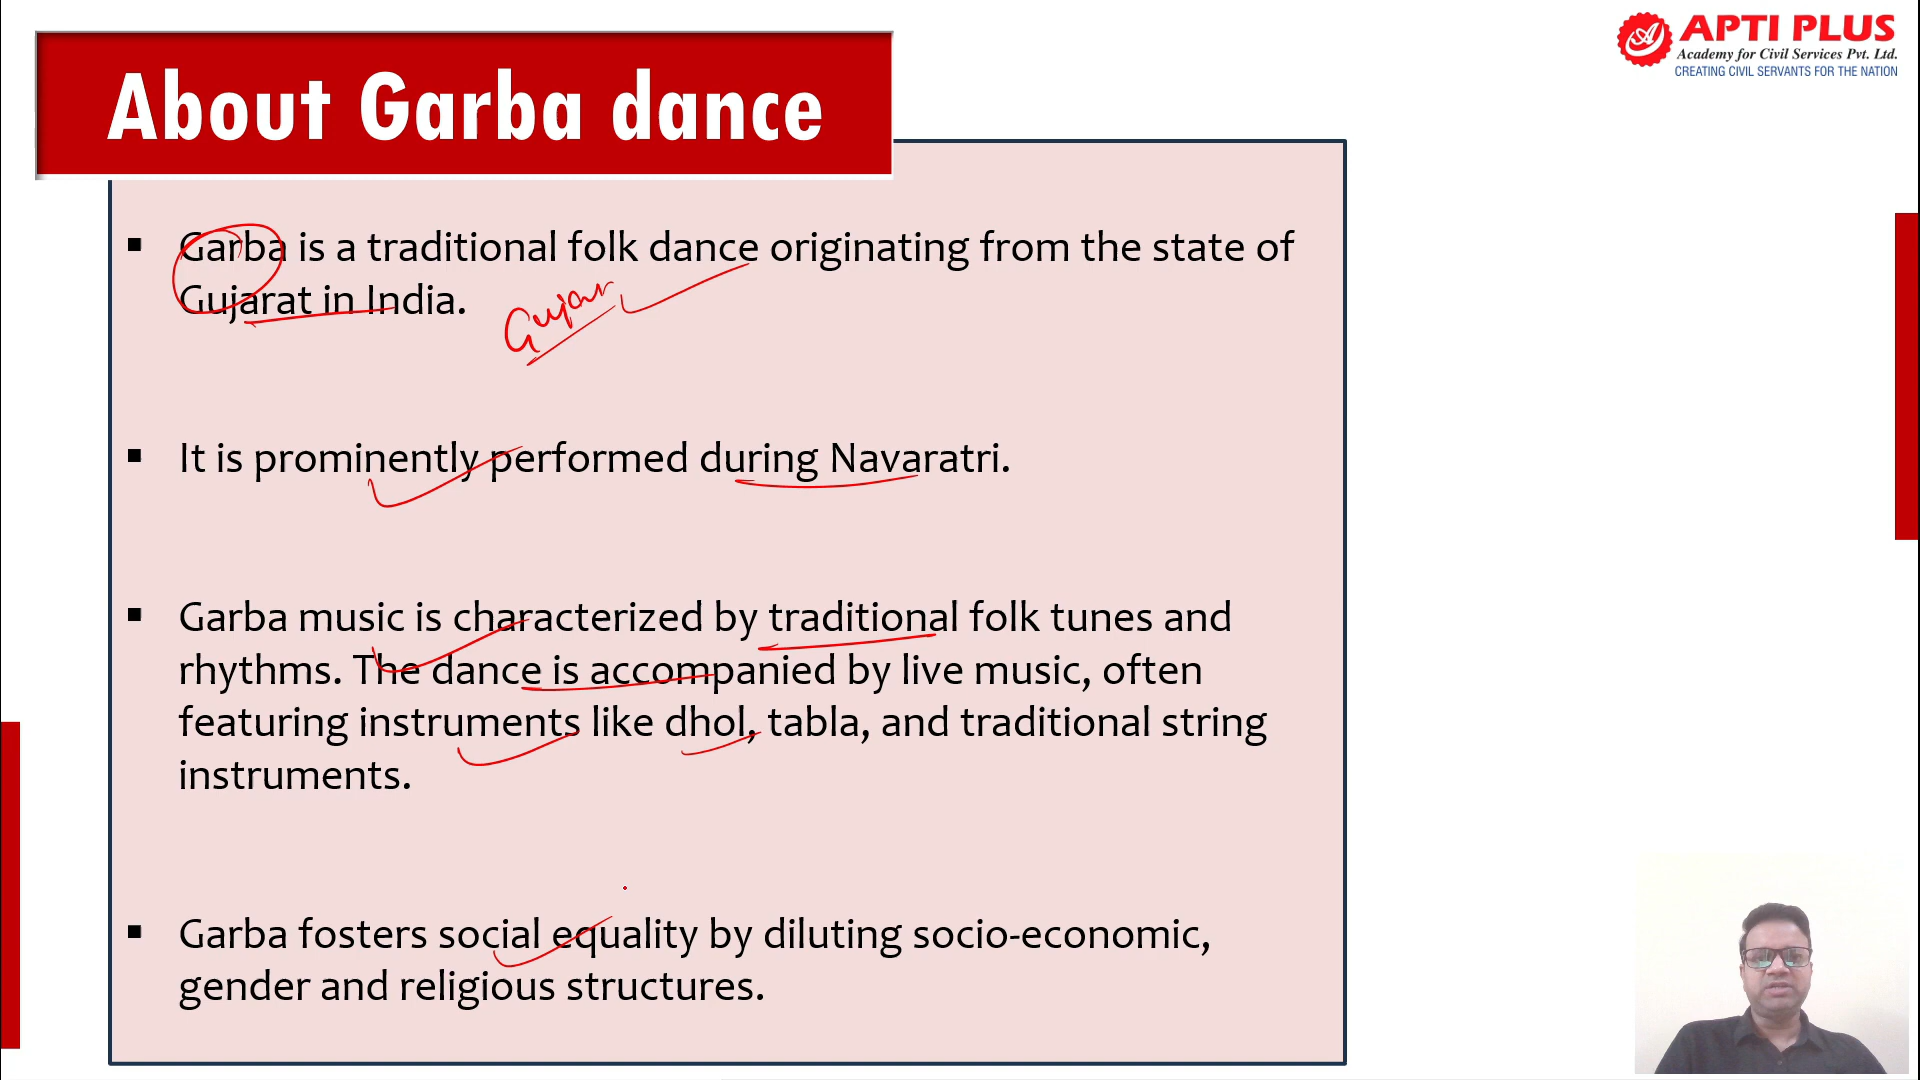 APTI PLUS
Academy for Civil Services Pvt. Ltd.
CREATING CIVIL SERVANTS FOR THE NATION
About Garba dance
▪ Garba is a traditional folk dance originating from the state of
Gujarat in India.
Gujar
▪ It is prominently performed during Navaratri.
▪ Garba music is characterized by traditional folk tunes and
rhythms. The dance is accompanied by live music, often
featuring instruments like dhol, tabla, and traditional string
instruments.
▪ Garba fosters social equality by diluting socio-economic,
gender and religious structures.